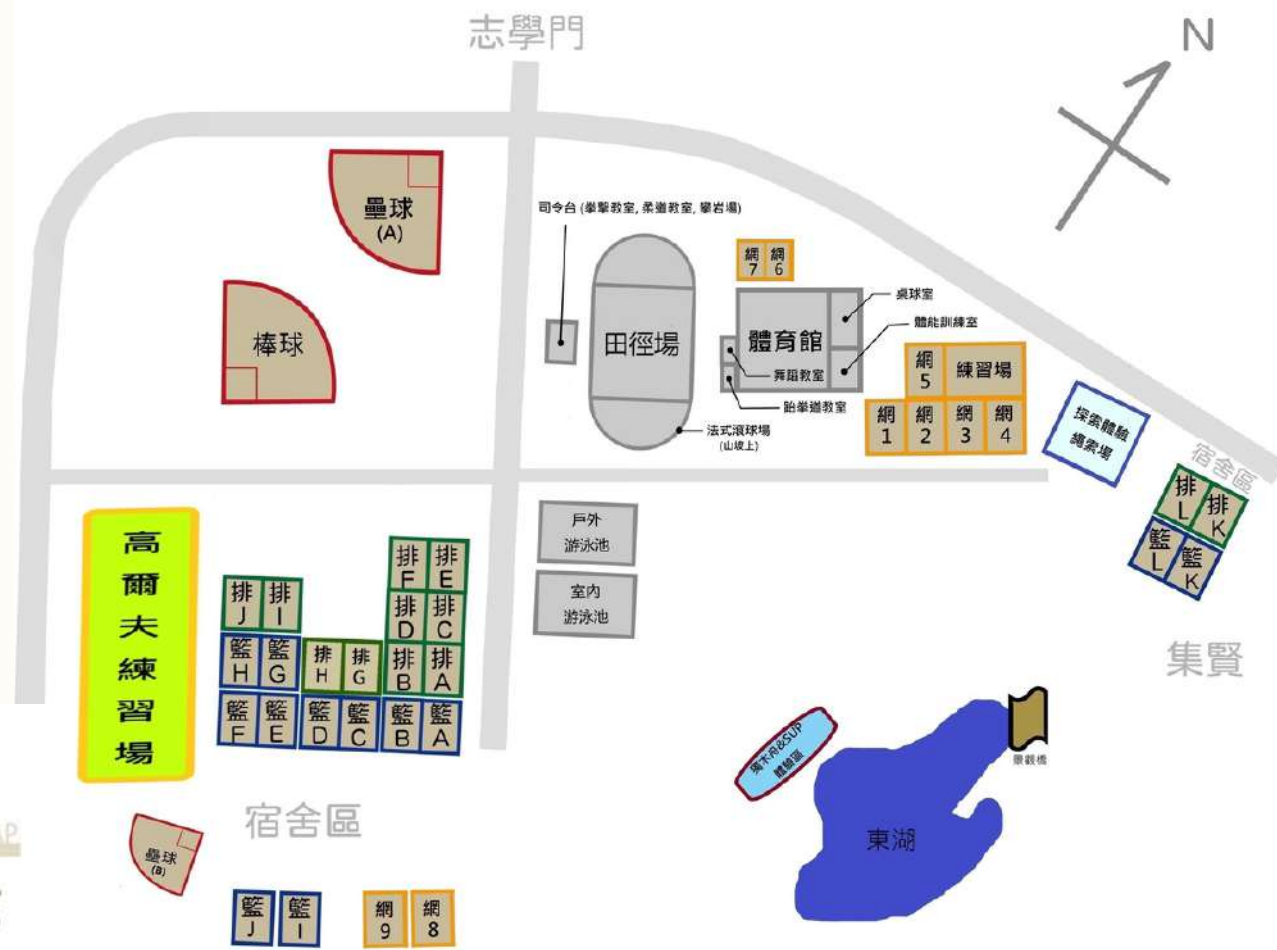 志學門
N
壘球
(A)
司令台 (拳擊教室, 柔道教室, 攀岩場)
網
7
網
6
棒球
田徑場
體育館
桌球室
體能訓練室
舞蹈教室
跆拳道教室
法式滾球場
(山坡上)
網
5
練習場
網
1
網
2
網
3
網
4
探索體驗
繩索場
宿舍區
排
L
排
K
籃
L
籃
K
集賢
高爾夫練習場
戶外
游泳池
室內
游泳池
排
F
排
E
排
J
排
I
排
D
排
C
籃
H
籃
G
排
H
排
G
排
B
排
A
籃
F
籃
E
籃
D
籃
C
籃
B
籃
A
獨木舟&SUP
體驗區
景觀橋
東湖
宿舍區
壘球
(B)
籃
J
籃
I
網
9
網
8